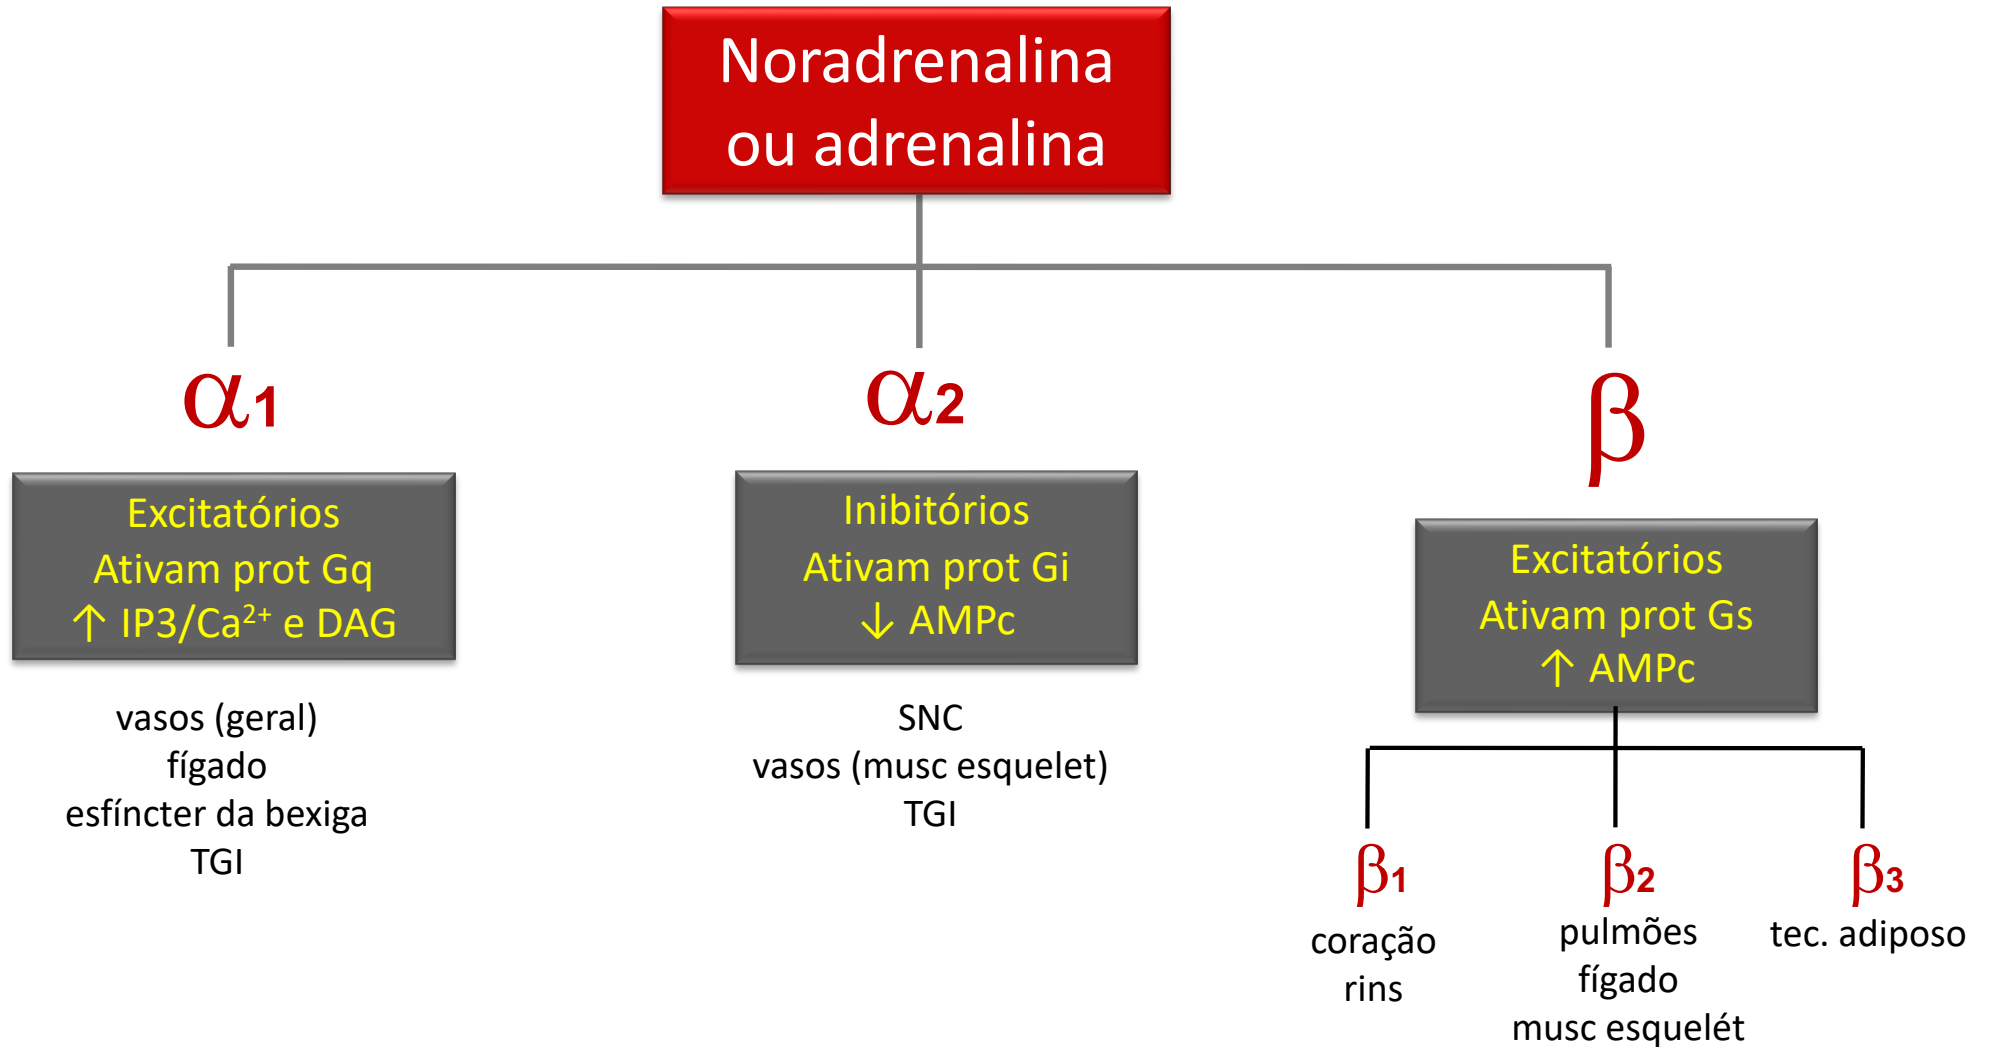 Noradrenalina
ou adrenalina
α1
Excitatórios
Ativam prot Gq
↑ IP3/Ca²⁺ e DAG
vasos (geral)
fígado
esfíncter da bexiga
TGI
α2
Inibitórios
Ativam prot Gi
↓ AMPc
SNC
vasos (musc esquelet)
TGI
β
Excitatórios
Ativam prot Gs
↑ AMPc
β1
coração
rins
β2
pulmões
fígado
musc esquelét
β3
tec. adiposo